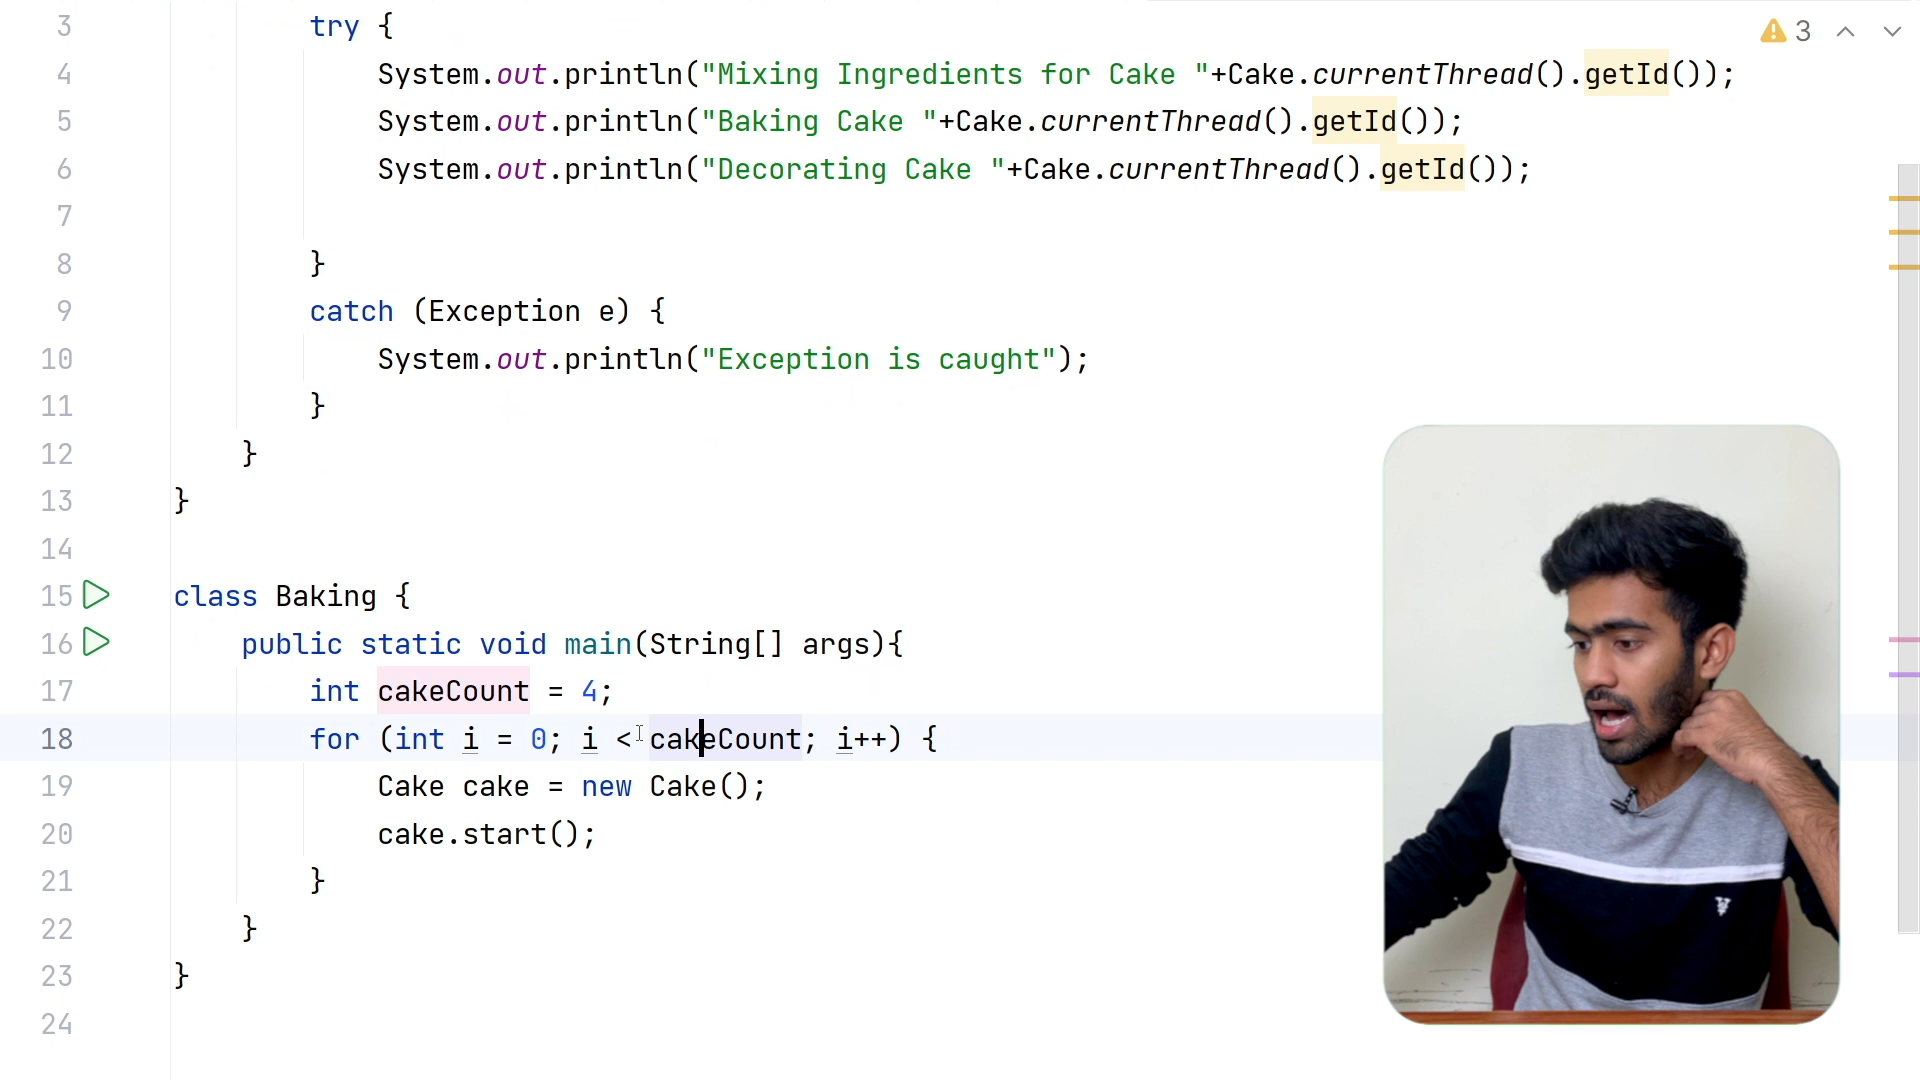 3 try {
4 System.out.println("Mixing Ingredients for Cake "+Cake.currentThread().getId());
5 System.out.println("Baking Cake "+Cake.currentThread().getId());
6 System.out.println("Decorating Cake "+Cake.currentThread().getId());
7
8 }
9 catch (Exception e) {
10 System.out.println("Exception is caught");
11 }
12 }
13 }
14
15 class Baking {
16 public static void main(String[] args){
17 int cakeCount = 4;
18 for (int i = 0; i < cakeCount; i++) {
19 Cake cake = new Cake();
20 cake.start();
21 }
22 }
23 }
24
3